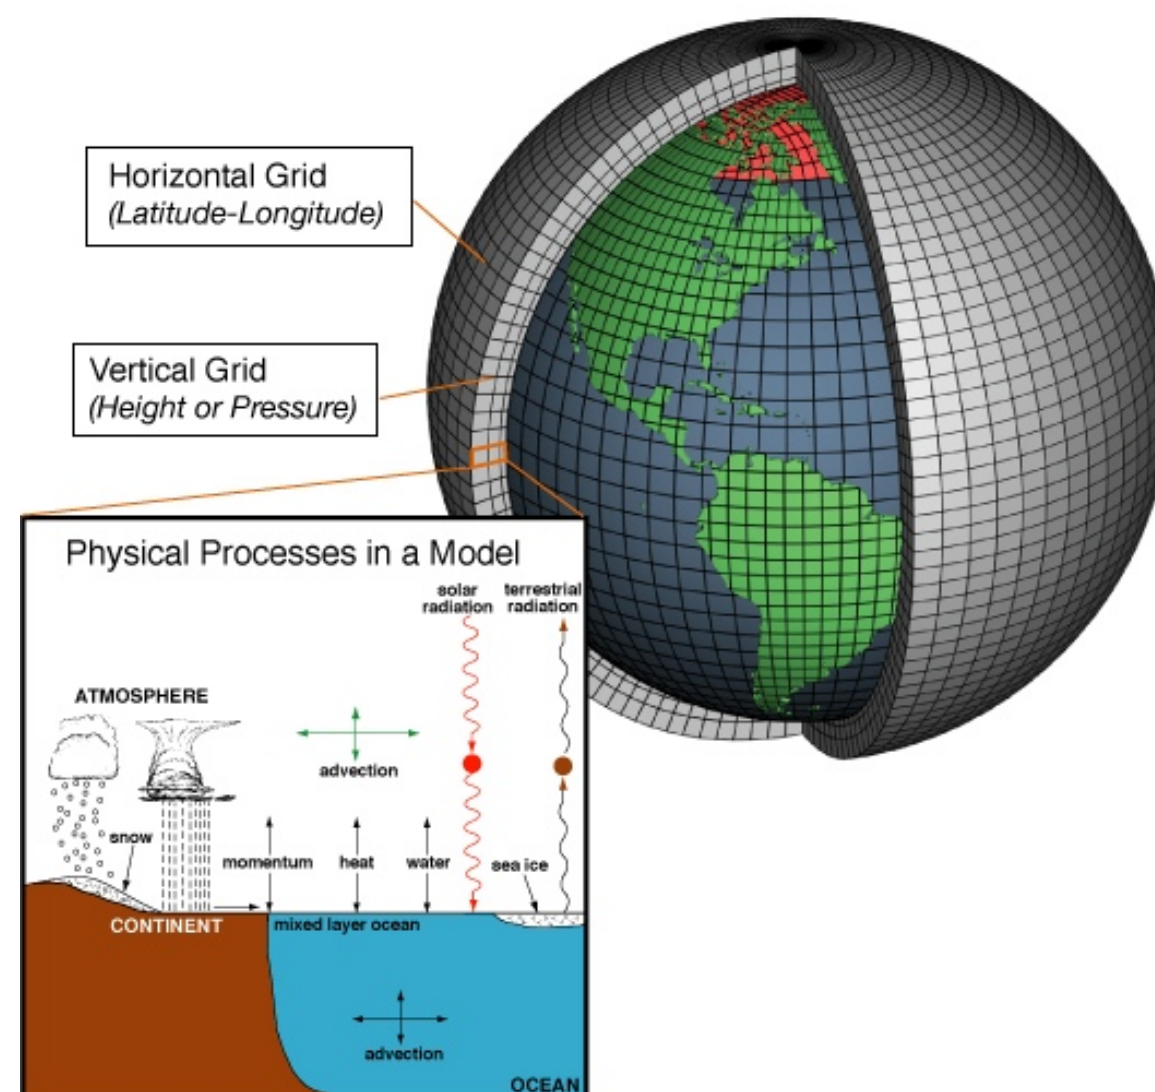 Horizontal Grid
(Latitude-Longitude)
Vertical Grid
(Height or Pressure)
Physical Processes in a Model
solar
radiation
terrestrial
radiation
ATMOSPHERE
advection
snow
momentum
heat
water
sea ice
CONTINENT
mixed layer ocean
advection
OCEAN